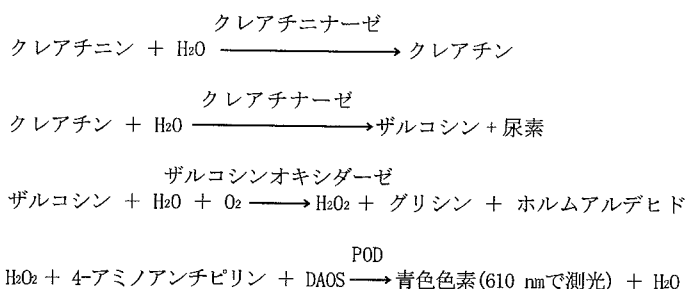 クレアチニナーゼ
クレアチニン + H2O ⟶ クレアチン
クレアチナーゼ
クレアチン + H2O ⟶ ザルコシン + 尿素
ザルコシンオキシダーゼ
ザルコシン + H2O + O2 ⟶ H2O2 + グリシン + ホルムアルデヒド
POD
H2O2 + 4-アミノアンチピリン + DAOS ⟶ 青色色素(610 nmで測光) + H2O